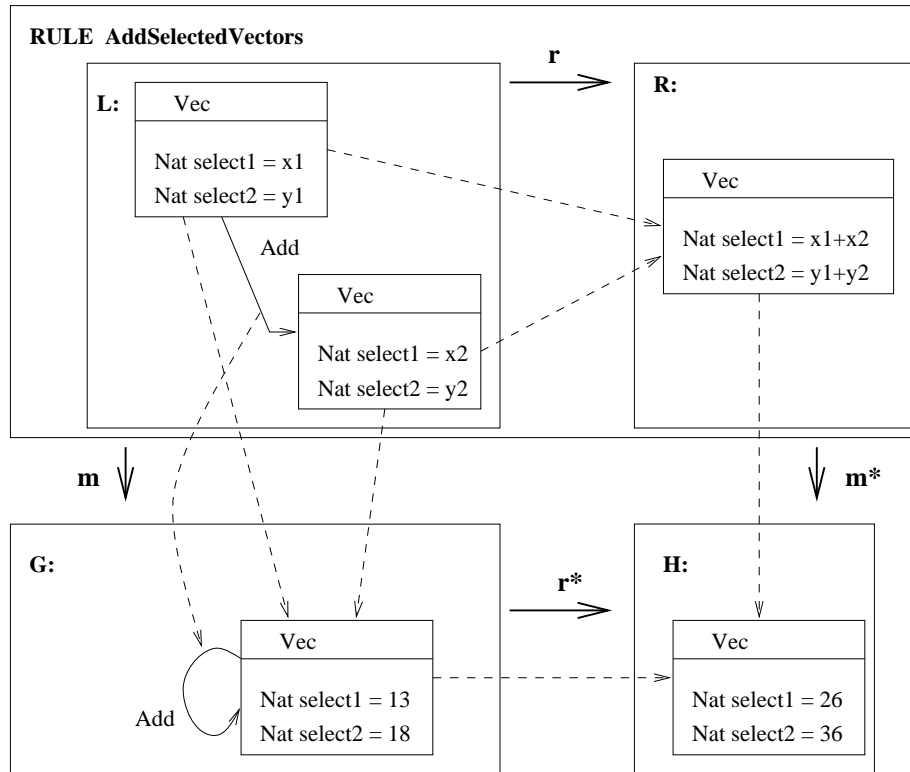 RULE AddSelectedVectors
r
L:
Vec
Nat select1 = x1
Nat select2 = y1
Add
Vec
Nat select1 = x2
Nat select2 = y2
R:
Vec
Nat select1 = x1+x2
Nat select2 = y1+y2
m
m*
G:
Vec
Nat select1 = 13
Nat select2 = 18
Add
r*
H:
Vec
Nat select1 = 26
Nat select2 = 36